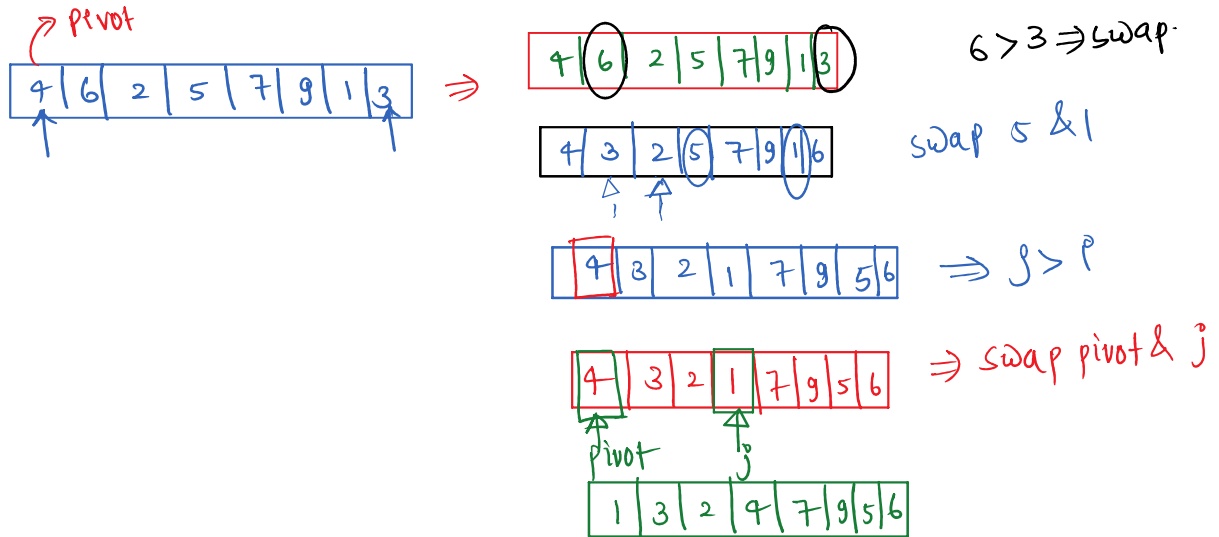 pivot
4 6 2 5 7 9 1 3
⇒
4 6 2 5 7 9 1 3
6 > 3 ⇒ swap.
4 3 2 5 7 9 1 6
swap 5 & 1
4 3 2 1 7 9 5 6
4 3 2 1 7 9 5 6
⇒ swap pivot & j
pivot
j
1 3 2 4 7 9 5 6